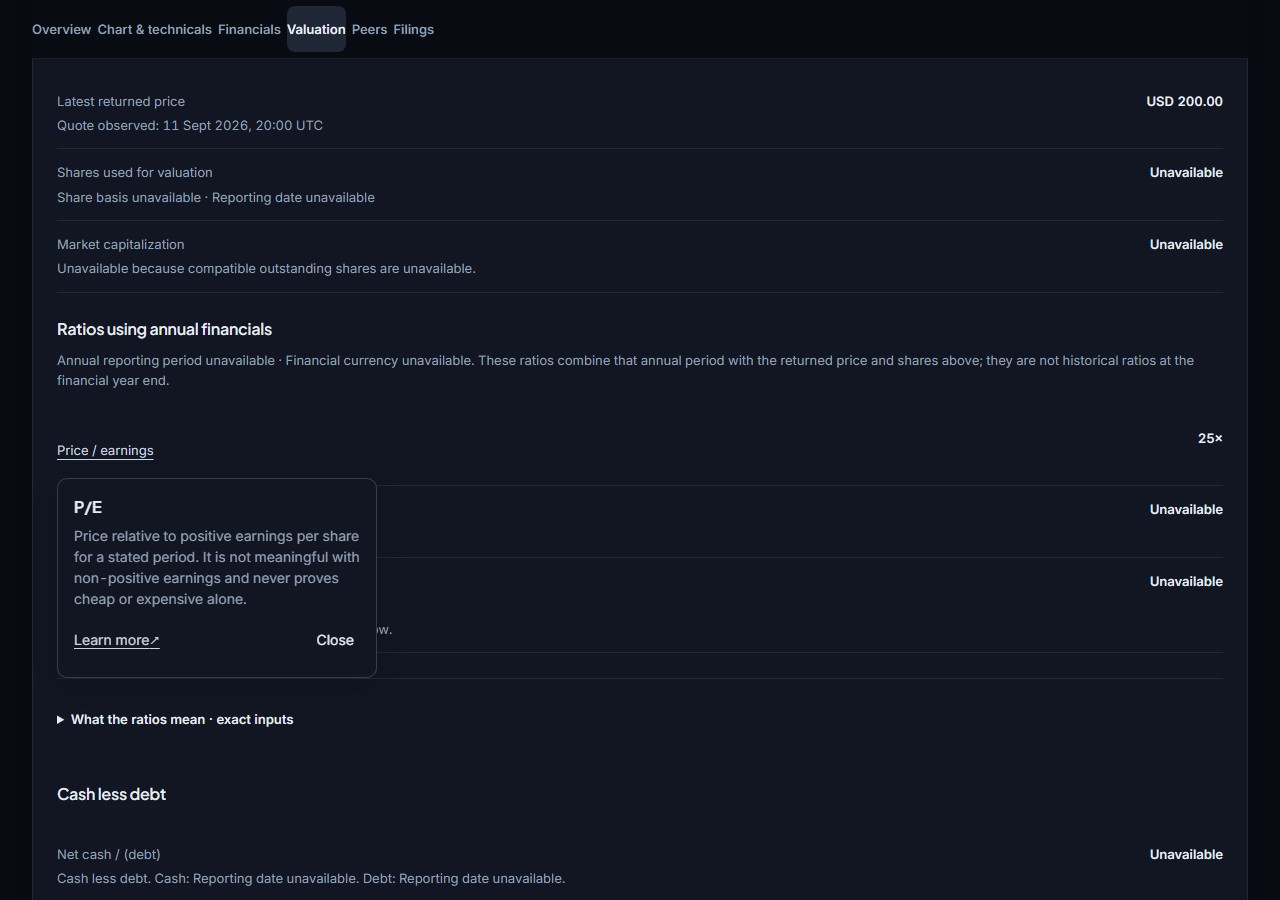 Overview Chart & technicals Financials Valuation Peers Filings
Latest returned price
USD 200.00
Quote observed: 11 Sept 2026, 20:00 UTC
Shares used for valuation
Unavailable
Share basis unavailable · Reporting date unavailable
Market capitalization
Unavailable
Unavailable because compatible outstanding shares are unavailable.
Ratios using annual financials
Annual reporting period unavailable · Financial currency unavailable. These ratios combine that annual period with the returned price and shares above; they are not historical ratios at the
financial year end.
Price / earnings
25×
P/E
Unavailable
Price relative to positive earnings per share
for a stated period. It is not meaningful with
non-positive earnings and never proves
Unavailable
cheap or expensive alone.
Learn more↗
Close
▶ What the ratios mean · exact inputs
Cash less debt
Net cash / (debt)
Unavailable
Cash less debt. Cash: Reporting date unavailable. Debt: Reporting date unavailable.